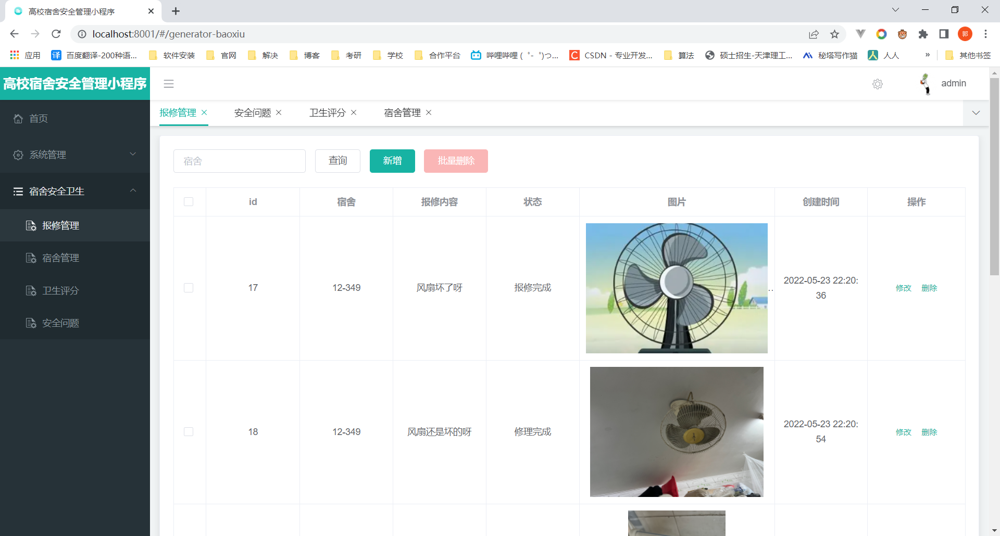 高校宿舍安全管理小程序
localhost:8001/#/generator-baoxiu
郭
应用
译 百度翻译-200种语...
软件安装
官网
解决
博客
考研
学校
合作平台
哔哩哔哩 ( ゜- ゜)つ...
C CSDN - 专业开发...
算法
硕士招生-天津理工...
秘塔写作猫
人 人人
»
其他书签
高校宿舍安全管理小程序
admin
首页
系统管理
宿舍安全卫生
报修管理
宿舍管理
卫生评分
安全问题
报修管理 安全问题 卫生评分 宿舍管理
宿舍 查询 新增 批量删除
id 宿舍 报修内容 状态 图片 创建时间 操作
17 12-349 风扇坏了呀 报修完成 .. 2022-05-23 22:20:
36
修改 删除
18 12-349 风扇还是坏的呀 修理完成 2022-05-23 22:20:
54
修改 删除